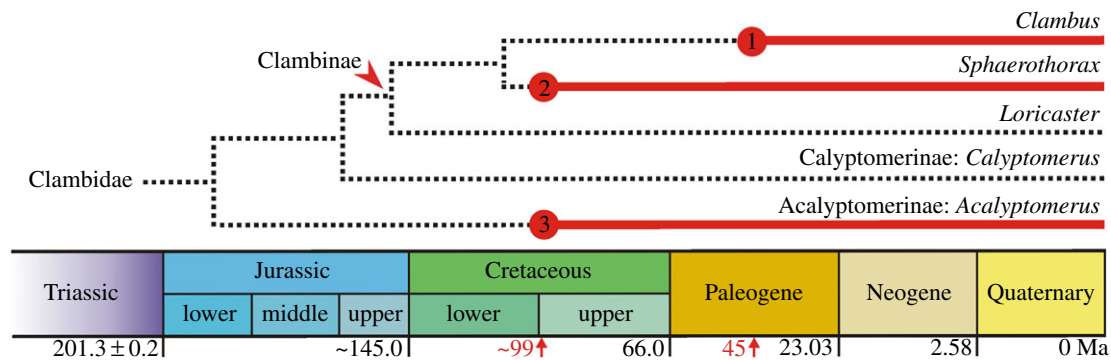 Clambus
1
Clambinae
Sphaerothorax
2
Loricaster
Calyptomerinae: Calyptomerus
Clambidae
Acalyptomerinae: Acalyptomerus
3
Triassic Jurassic Cretaceous Paleogene Neogene Quaternary
lower middle upper lower upper
201.3 ± 0.2 ~145.0 ~99 66.0 45 23.03 2.58 0 Ma